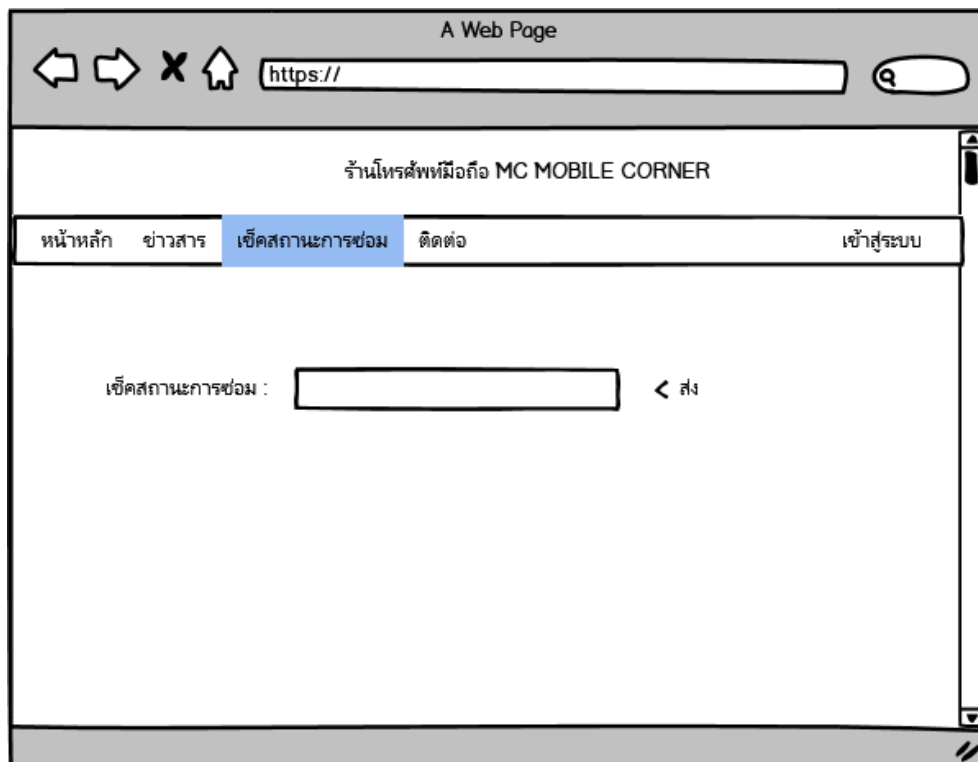 A Web Page
https://
ร้านโทรศัพท์มือถือ MC MOBILE CORNER
หน้าหลัก ข่าวสาร เช็คสถานะการซ่อม ติดต่อ เข้าสู่ระบบ
เช็คสถานะการซ่อม : < ส่ง